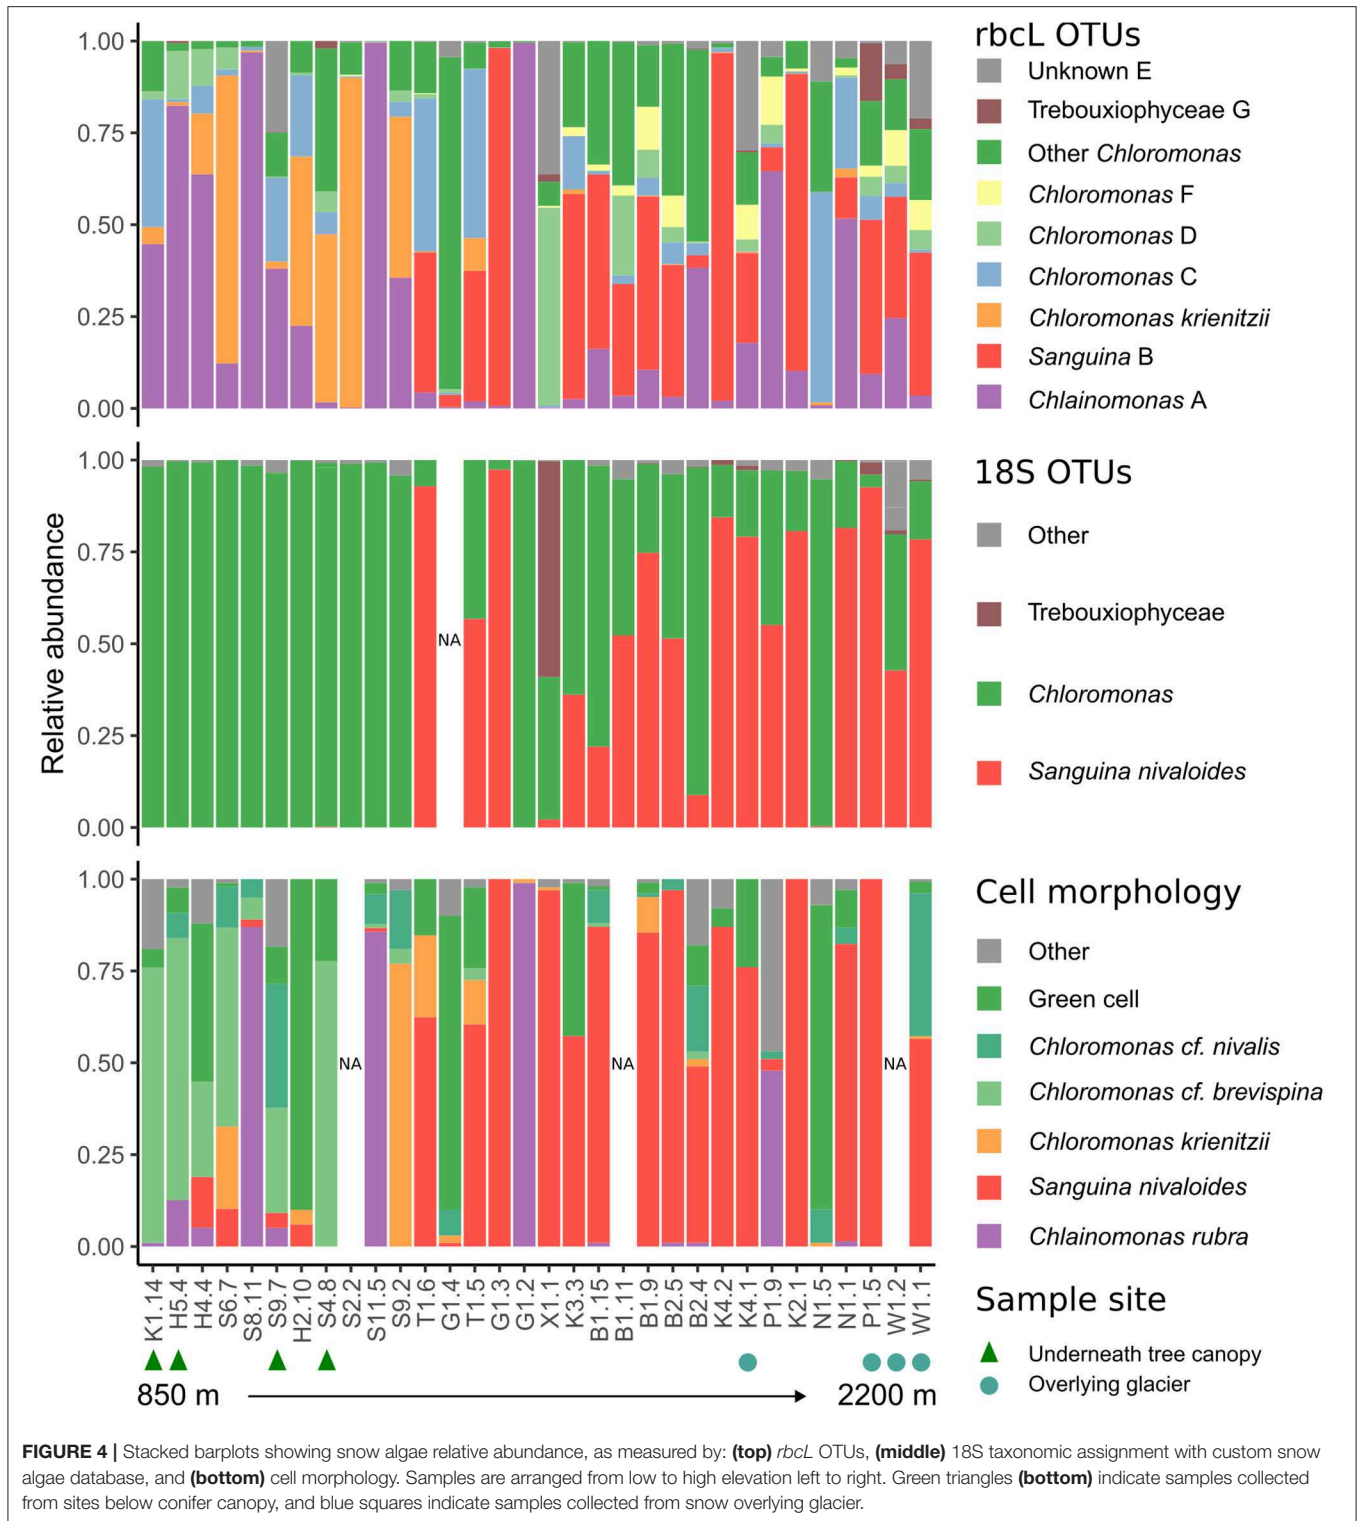 rbcL OTUs
1.00
0.75
0.50
0.25
0.00
Unknown E
Trebouxiophyceae G
Other Chloromonas
Chloromonas F
Chloromonas D
Chloromonas C
Chloromonas krienitzii
Sanguina B
Chlainomonas A
Relative abundance
18S OTUs
1.00
0.75
0.50
0.25
0.00
NA
Other
Trebouxiophyceae
Chloromonas
Sanguina nivaloides
Cell morphology
1.00
0.75
0.50
0.25
0.00
NA
NA
NA
Other
Green cell
Chloromonas cf. nivalis
Chloromonas cf. brevispina
Chloromonas krienitzii
Sanguina nivaloides
Chlainomonas rubra
K1.14
H5.4
H4.4
S6.7
S8.11
S9.7
H2.10
S4.8
S2.2
S11.5
S9.2
T1.6
G1.4
T1.5
G1.3
G1.2
X1.1
K3.3
B1.15
B1.11
B1.9
B2.5
B2.4
K4.2
K4.1
P1.9
K2.1
N1.5
N1.1
P1.5
W1.2
W1.1
Sample site
Underneath tree canopy
Overlying glacier
850 m
2200 m
FIGURE 4 | Stacked barplots showing snow algae relative abundance, as measured by: (top) rbcL OTUs, (middle) 18S taxonomic assignment with custom snow
algae database, and (bottom) cell morphology. Samples are arranged from low to high elevation left to right. Green triangles (bottom) indicate samples collected
from sites below conifer canopy, and blue squares indicate samples collected from snow overlying glacier.